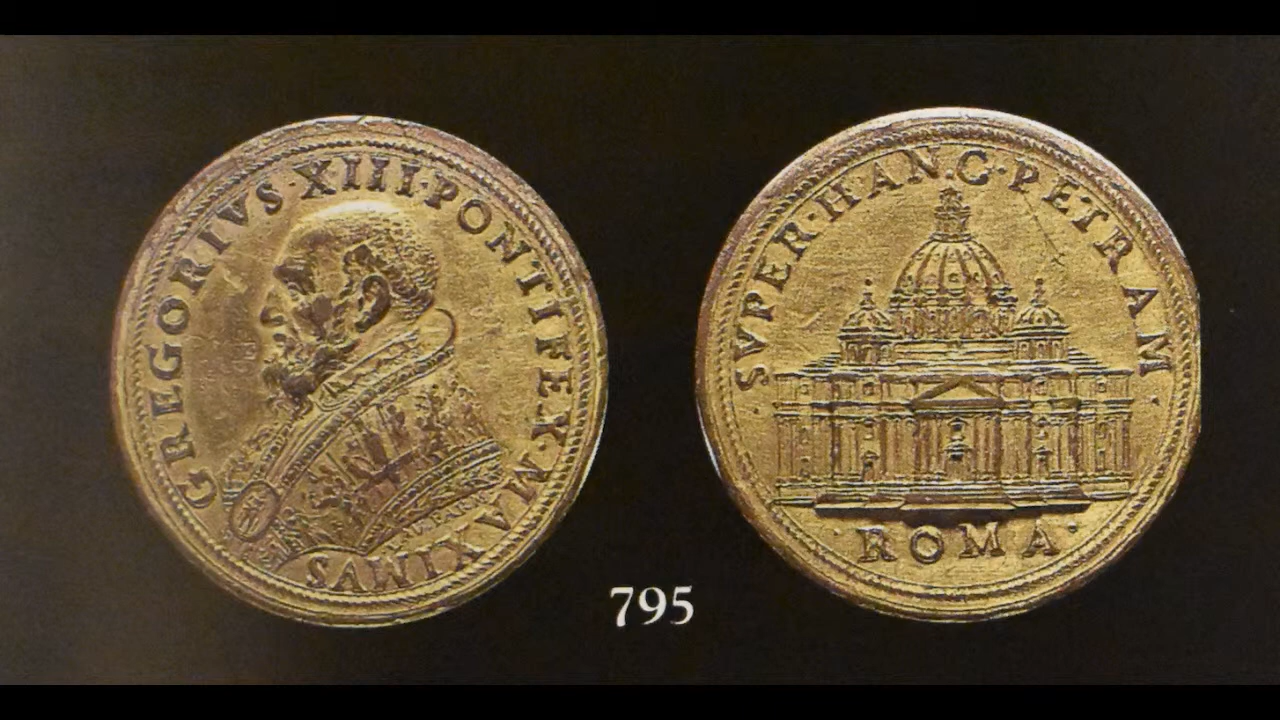 GREGORIVS·XIII·PONTIFEX·MAXIMVS
·SVPER·HANC·PETRAM·
·ROMA·
795